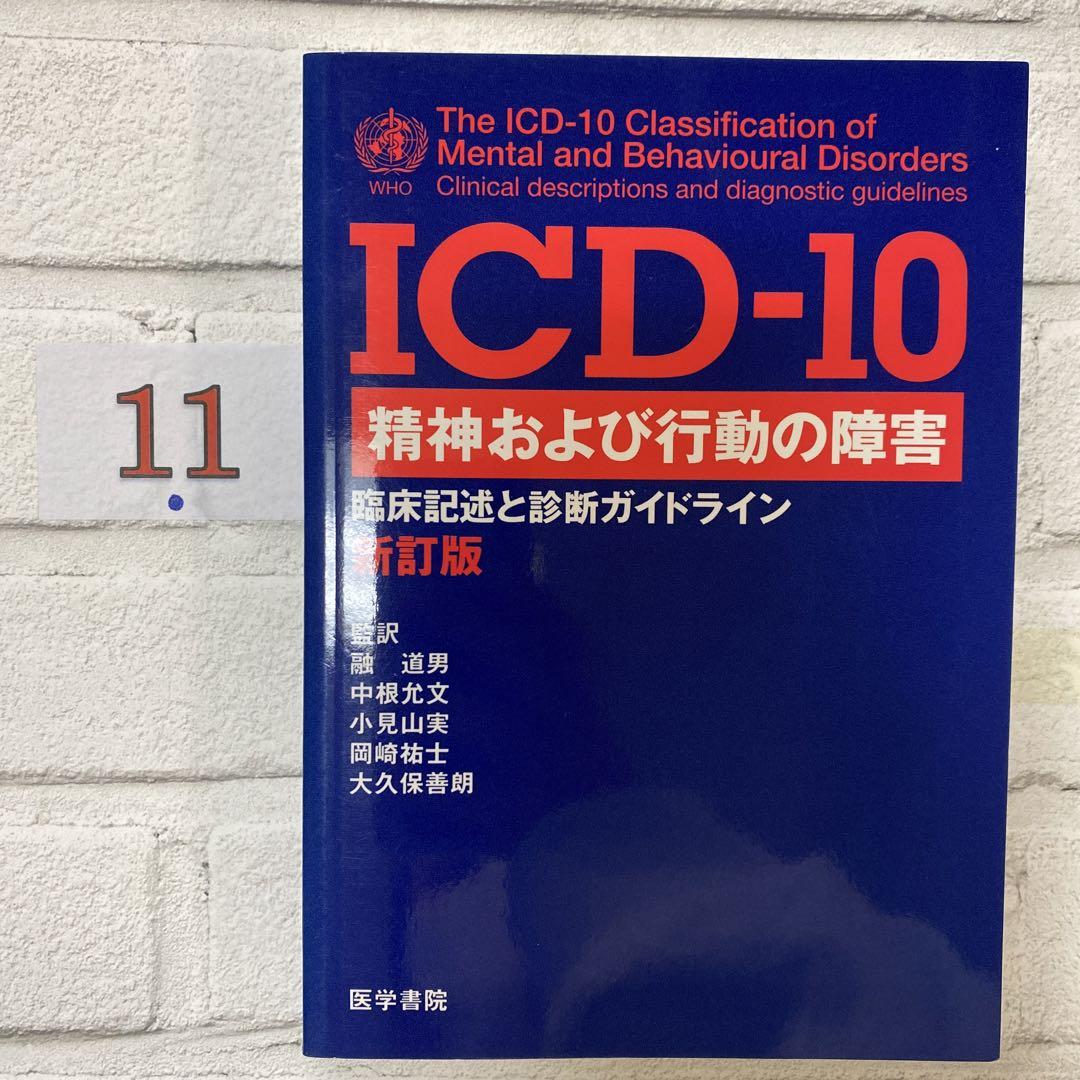 The ICD-10 Classification of
Mental and Behavioural Disorders
WHO
Clinical descriptions and diagnostic guidelines
ICD-10
精神および行動の障害
臨床記述と診断ガイドライン
新訂版
監訳
融 道男
中根允文
小見山実
岡崎祐士
大久保善朗
医学書院
11